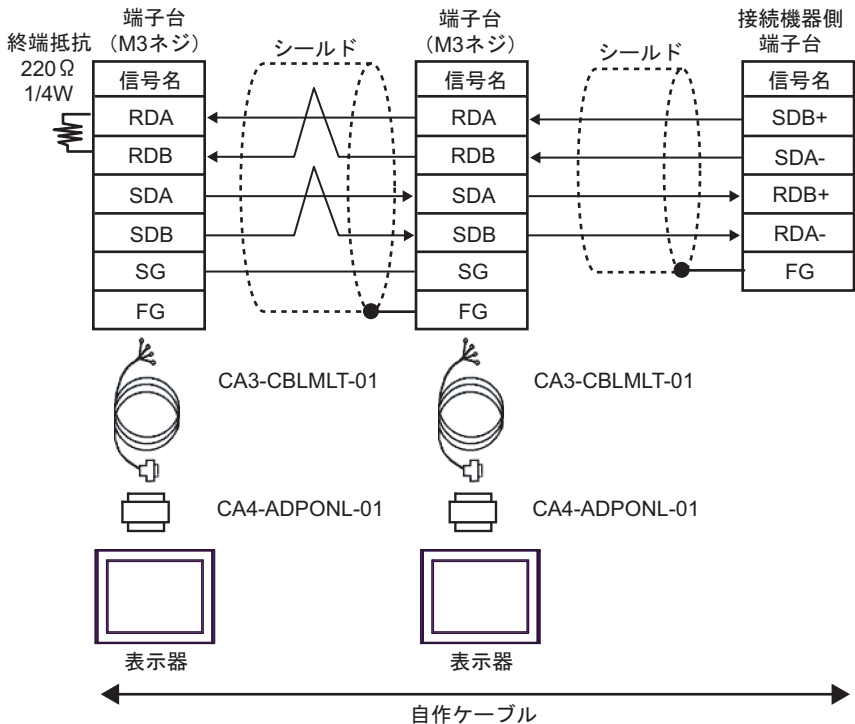 終端抵抗
220Ω
1/4W
端子台
（M3ネジ）
信号名
RDA
RDB
SDA
SDB
SG
FG
シールド
端子台
（M3ネジ）
信号名
RDA
RDB
SDA
SDB
SG
FG
シールド
接続機器側
端子台
信号名
SDB+
SDA-
RDB+
RDA-
FG
CA3-CBLMLT-01
CA3-CBLMLT-01
CA4-ADPONL-01
CA4-ADPONL-01
表示器
表示器
自作ケーブル